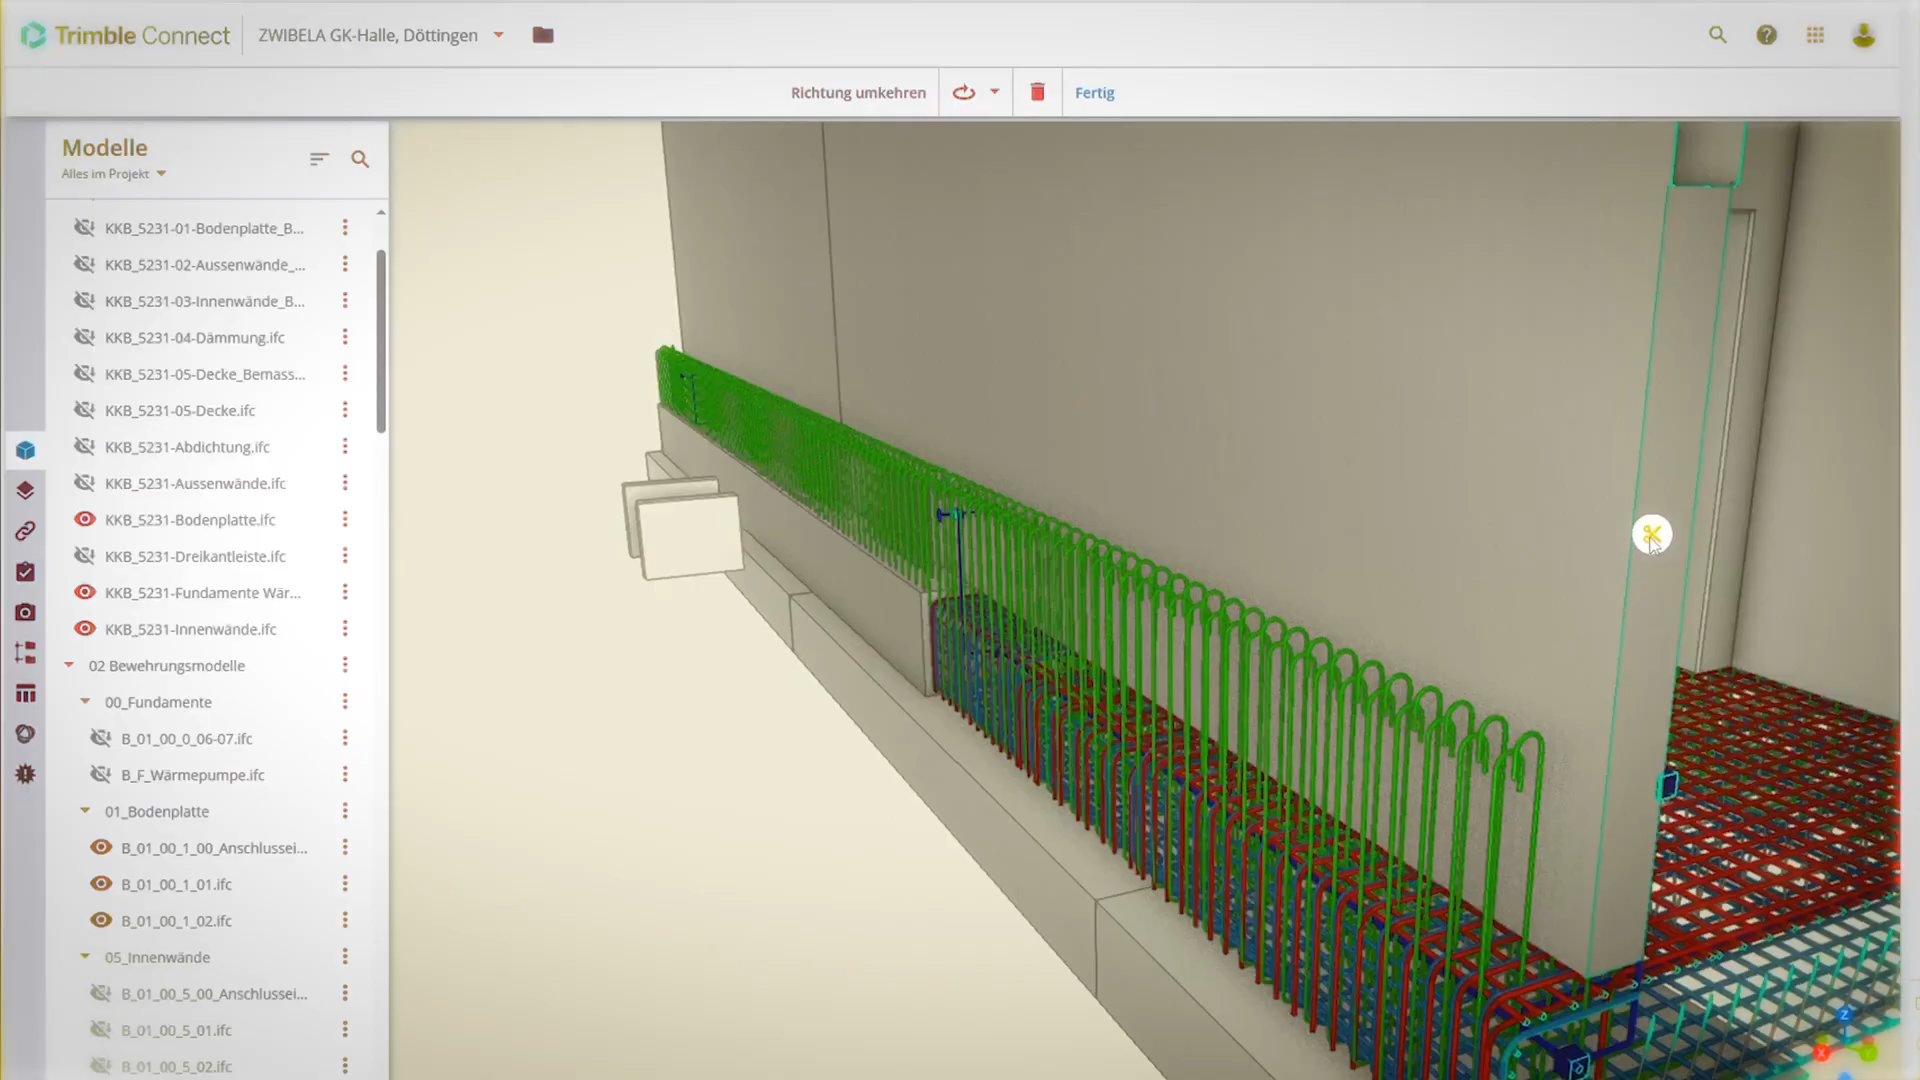 Trimble Connect
ZWIBELA GK-Halle, Döttingen
Richtung umkehren
Fertig
Modelle
Alles im Projekt
KKB_5231-01-Bodenplatte_B...
KKB_5231-02-Aussenwände_...
KKB_5231-03-Innenwände_B...
KKB_5231-04-Dämmung.ifc
KKB_5231-05-Decke_Bemass...
KKB_5231-05-Decke.ifc
KKB_5231-Abdichtung.ifc
KKB_5231-Aussenwände.ifc
KKB_5231-Bodenplatte.ifc
KKB_5231-Dreikantleiste.ifc
KKB_5231-Fundamente Wär...
KKB_5231-Innenwände.ifc
02 Bewehrungsmodelle
00_Fundamente
B_01_00_0_06-07.ifc
B_F_Wärmepumpe.ifc
01_Bodenplatte
B_01_00_1_00_Anschlussei...
B_01_00_1_01.ifc
B_01_00_1_02.ifc
05_Innenwände
B_01_00_5_00_Anschlussei...
B_01_00_5_01.ifc
B_01_00_5_02.ifc
Z
X
Y